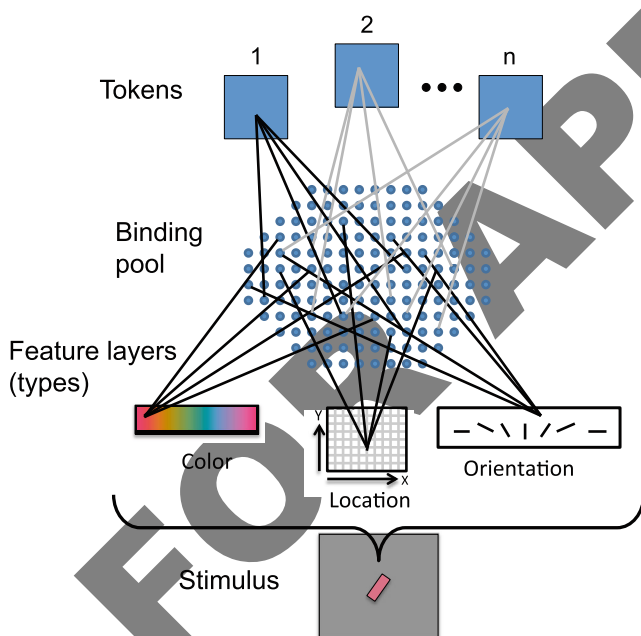 1
2
n
Tokens
Binding
pool
Feature layers
(types)
Y
X
Color
Location
Orientation
Stimulus